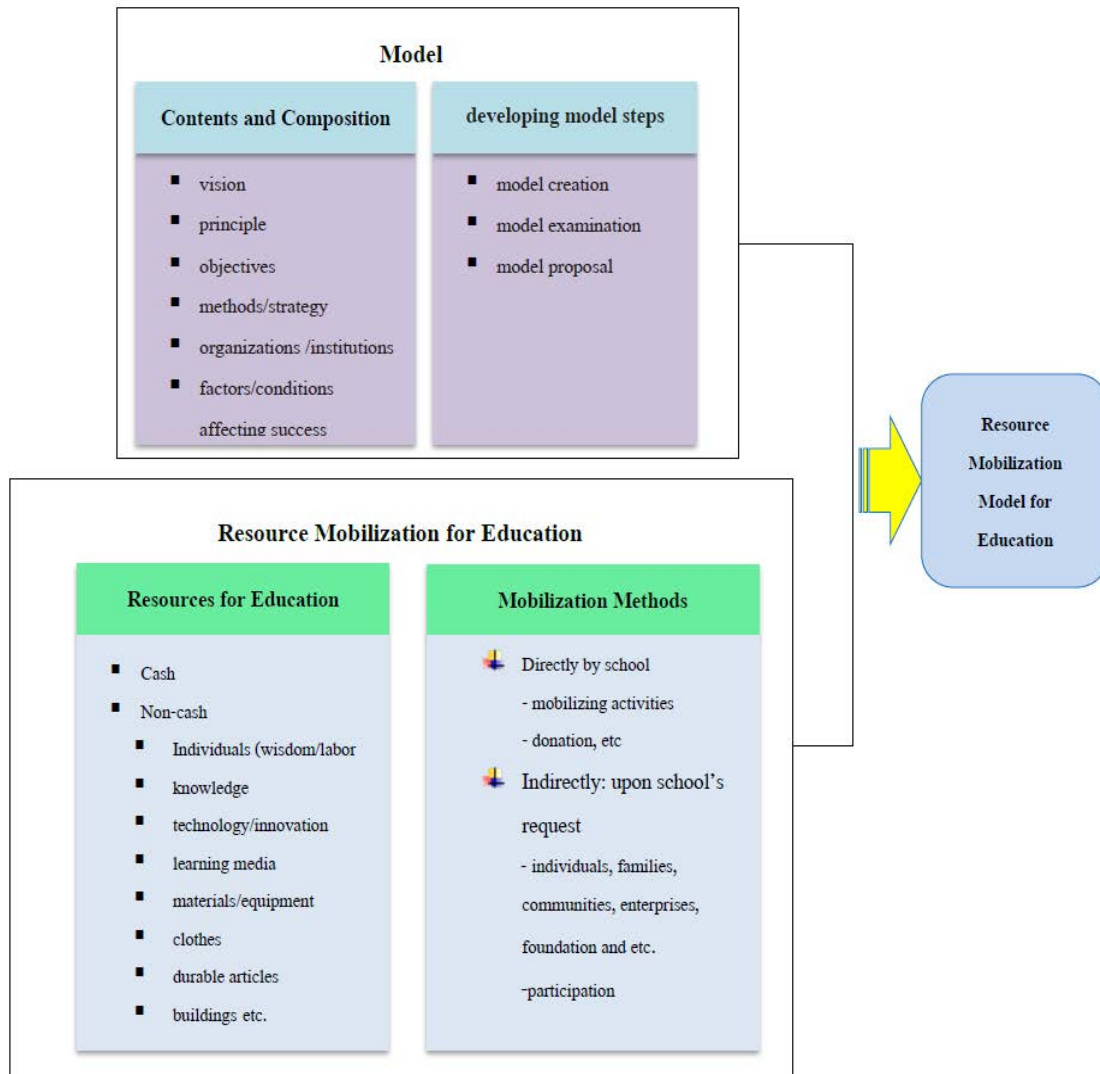 Model
Contents and Composition
▪ vision
▪ principle
▪ objectives
▪ methods/strategy
▪ organizations /institutions
▪ factors/conditions
affecting success
developing model steps
▪ model creation
▪ model examination
▪ model proposal
Resource Mobilization for Education
Resources for Education
▪ Cash
▪ Non-cash
▪ Individuals (wisdom/labor
▪ knowledge
▪ technology/innovation
▪ learning media
▪ materials/equipment
▪ clothes
▪ durable articles
▪ buildings etc.
Mobilization Methods
Directly by school
- mobilizing activities
- donation, etc
Indirectly: upon school’s
request
- individuals, families,
communities, enterprises,
foundation and etc.
-participation
Resource
Mobilization
Model for
Education